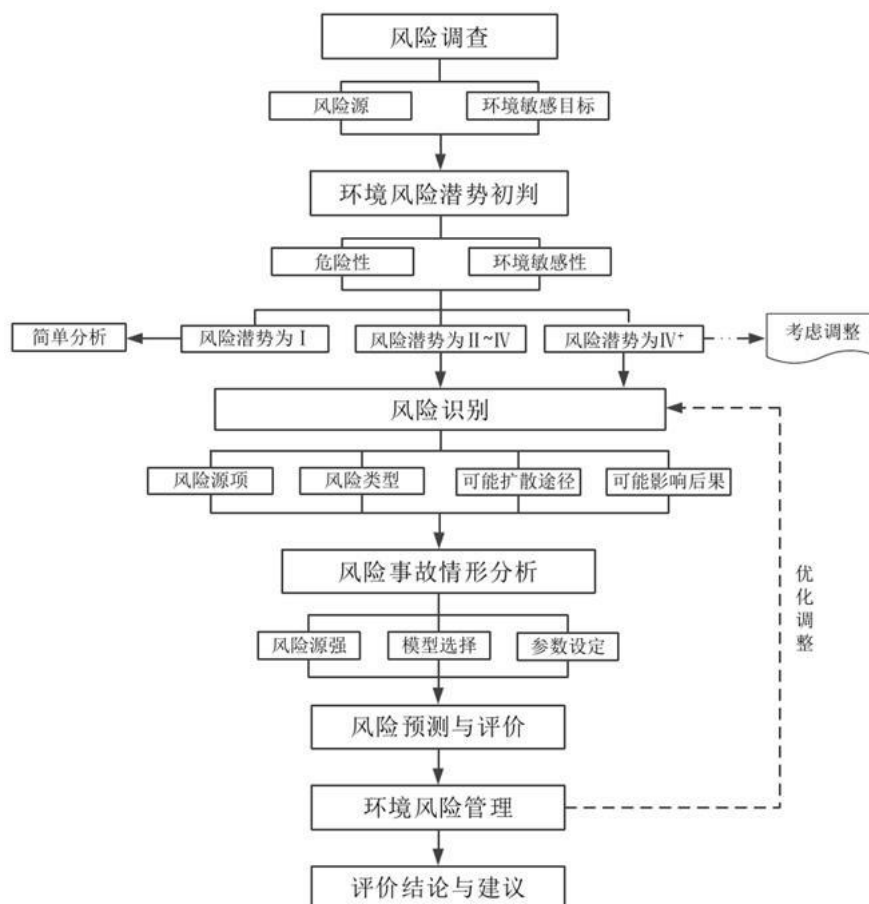 风险调查
风险源
环境敏感目标
环境风险潜势初判
危险性
环境敏感性
简单分析
风险潜势为Ⅰ
风险潜势为Ⅱ~Ⅳ
风险潜势为Ⅳ⁺
考虑调整
风险识别
风险源项
风险类型
可能扩散途径
可能影响后果
风险事故情形分析
优化调整
风险源强
模型选择
参数设定
风险预测与评价
环境风险管理
评价结论与建议